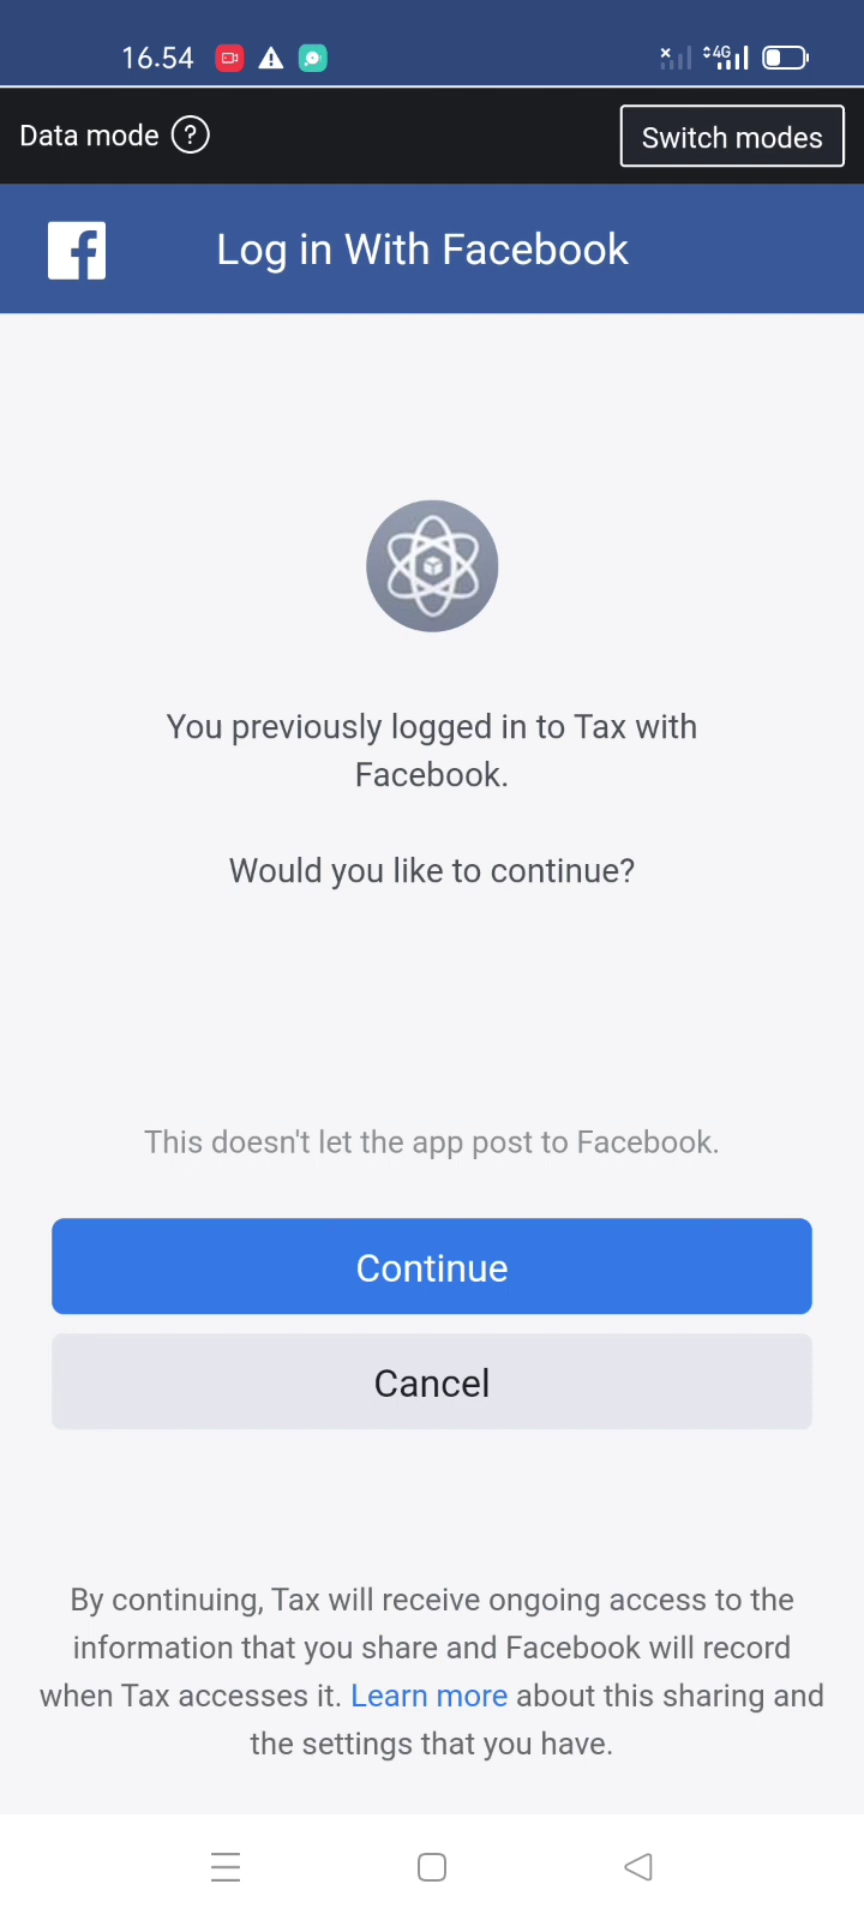 16.54
4G
Data mode ?
Switch modes
Log in With Facebook
You previously logged in to Tax with
Facebook.
Would you like to continue?
This doesn't let the app post to Facebook.
Continue
Cancel
By continuing, Tax will receive ongoing access to the
information that you share and Facebook will record
when Tax accesses it. Learn more about this sharing and
the settings that you have.